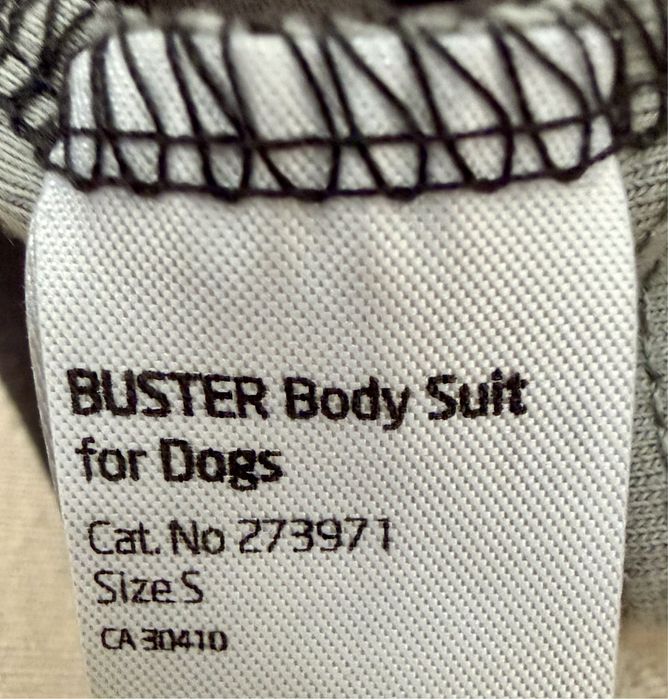 BUSTER Body Suit
for Dogs
Cat. No 273971
Size S
CA 30410